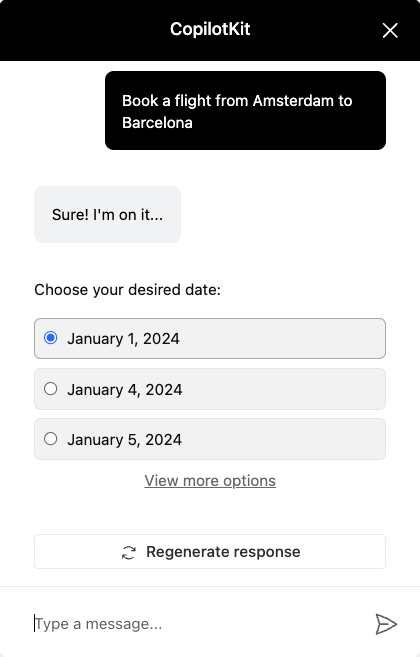 CopilotKit
Book a flight from Amsterdam to
Barcelona
Sure! I'm on it...
Choose your desired date:
January 1, 2024
January 4, 2024
January 5, 2024
View more options
Regenerate response
Type a message...